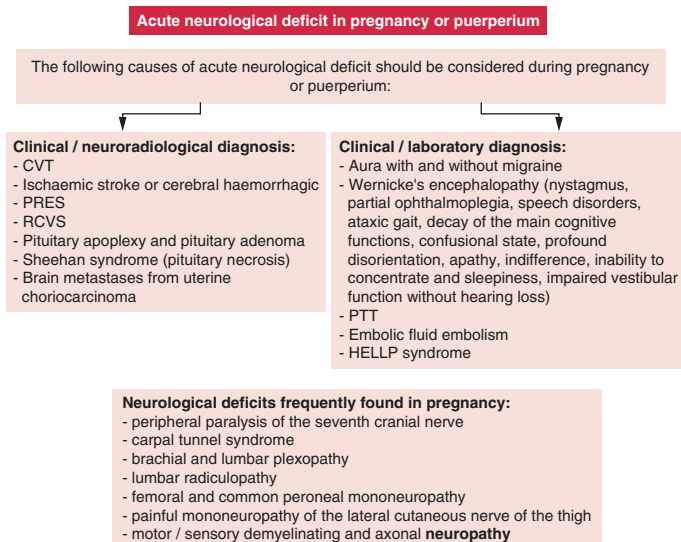 Acute neurological deficit in pregnancy or puerperium
The following causes of acute neurological deficit should be considered during pregnancy
or puerperium:
Clinical / neuroradiological diagnosis:
- CVT
- Ischaemic stroke or cerebral haemorrhagic
- PRES
- RCVS
- Pituitary apoplexy and pituitary adenoma
- Sheehan syndrome (pituitary necrosis)
- Brain metastases from uterine
choriocarcinoma
Clinical / laboratory diagnosis:
- Aura with and without migraine
- Wernicke's encephalopathy (nystagmus,
partial ophthalmoplegia, speech disorders,
ataxic gait, decay of the main cognitive
functions, confusional state, profound
disorientation, apathy, indifference, inability to
concentrate and sleepiness, impaired vestibular
function without hearing loss)
- PTT
- Embolic fluid embolism
- HELLP syndrome
Neurological deficits frequently found in pregnancy:
- peripheral paralysis of the seventh cranial nerve
- carpal tunnel syndrome
- brachial and lumbar plexopathy
- lumbar radiculopathy
- femoral and common peroneal mononeuropathy
- painful mononeuropathy of the lateral cutaneous nerve of the thigh
- motor / sensory demyelinating and axonal neuropathy